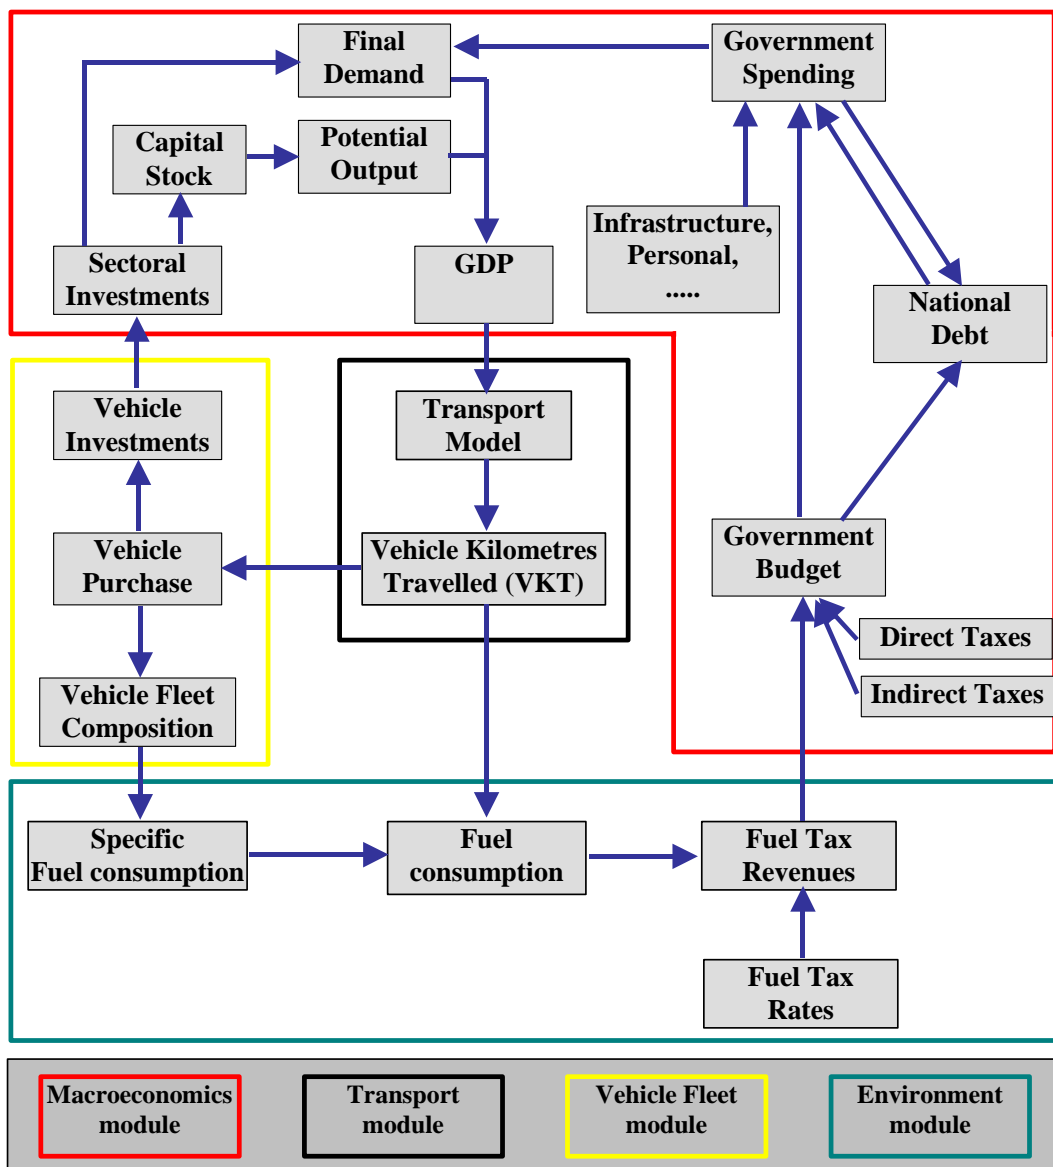 Final
Demand
Government
Spending
Capital
Stock
Potential
Output
Infrastructure,
Personal,
.....
Sectoral
Investments
GDP
National
Debt
Vehicle
Investments
Transport
Model
Vehicle
Purchase
Vehicle Kilometres
Travelled (VKT)
Government
Budget
Direct Taxes
Indirect Taxes
Vehicle Fleet
Composition
Specific
Fuel consumption
Fuel
consumption
Fuel Tax
Revenues
Fuel Tax
Rates
Macroeconomics
module
Transport
module
Vehicle Fleet
module
Environment
module